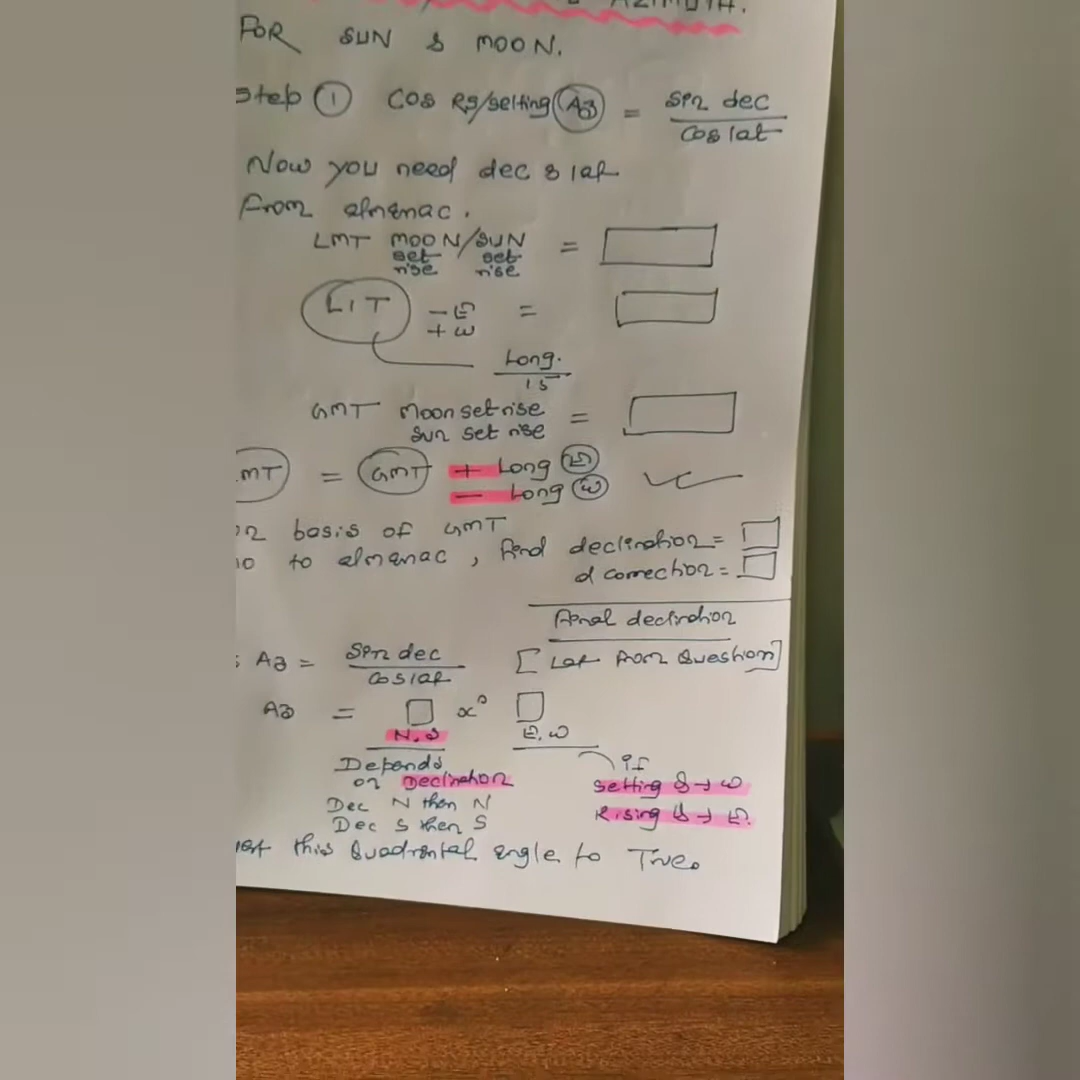 AZIMUTH.
FOR SUN & MOON.
Step ① Cos Rs/setting Az = Sin dec / Cos lat
Now you need dec & lat
From almanac.
LMT MOON/SUN =
set set
rise rise
LIT - E =
+ W
Long.
15
GMT Moon set rise =
Sun set rise
MT = GMT + Long E
- Long W
on basis of GMT
to almanac, find declination =
d correction =
Final declination
Az = Sin dec / Cos lat [Lat from Question]
Az = x°
N.S E.W
Depends if
on Declination setting → W
Dec N then N Rising → E.
Dec S then S
this Quadrantal angle to True.